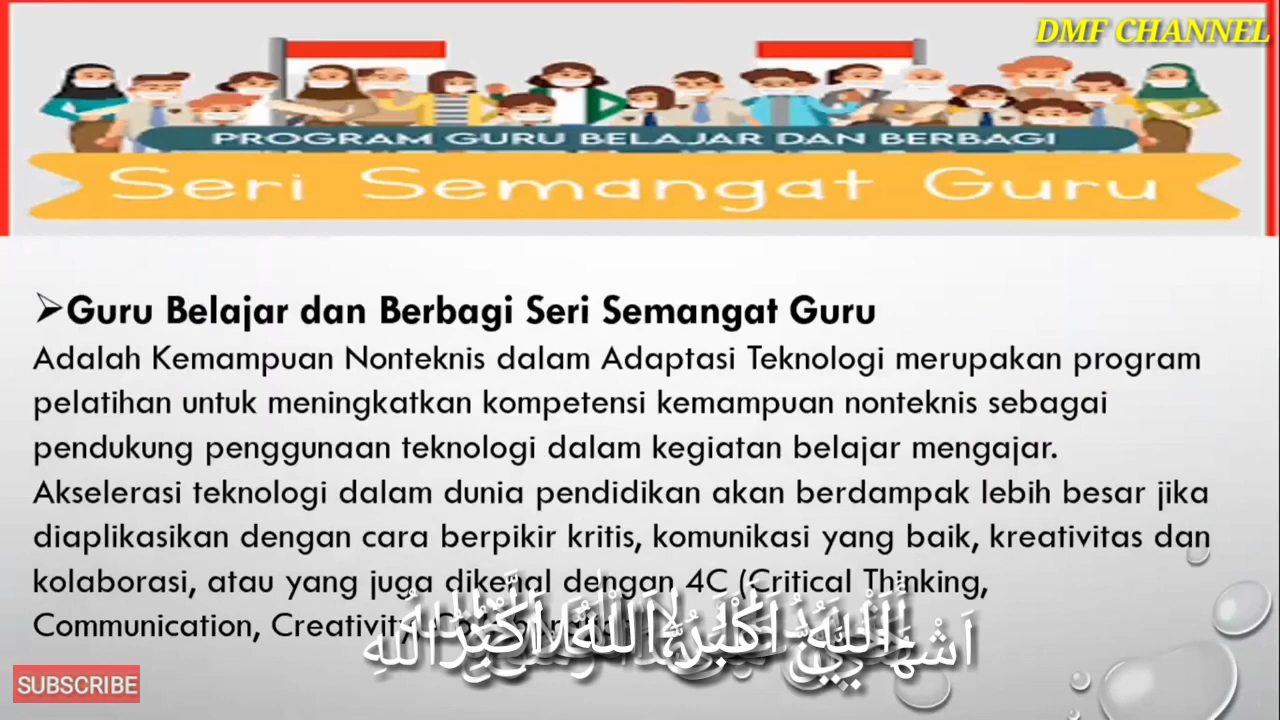 DMF CHANNEL
PROGRAM GURU BELAJAR DAN BERBAGI
Seri Semangat Guru
➢Guru Belajar dan Berbagi Seri Semangat Guru
Adalah Kemampuan Nonteknis dalam Adaptasi Teknologi merupakan program
pelatihan untuk meningkatkan kompetensi kemampuan nonteknis sebagai
pendukung penggunaan teknologi dalam kegiatan belajar mengajar.
Akselerasi teknologi dalam dunia pendidikan akan berdampak lebih besar jika
diaplikasikan dengan cara berpikir kritis, komunikasi yang baik, kreativitas dan
kolaborasi, atau yang juga dikenal dengan 4C (Critical Thinking,
Communication, Creativity,
SUBSCRIBE